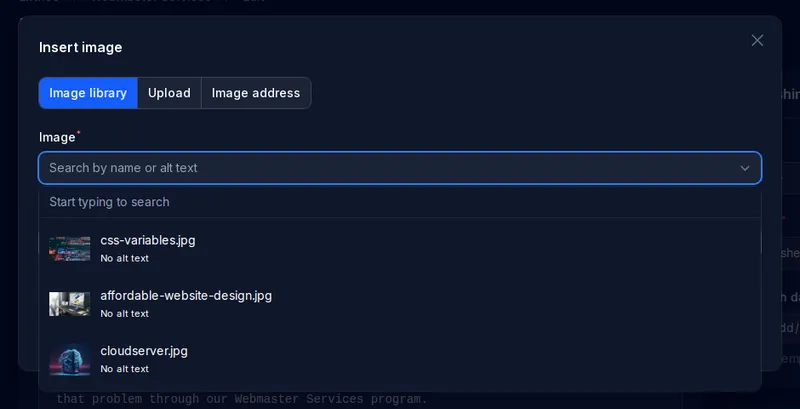 Insert image
Image library
Upload
Image address
Image*
Search by name or alt text
Start typing to search
css-variables.jpg
No alt text
affordable-website-design.jpg
No alt text
cloudserver.jpg
No alt text
that problem through our Webmaster Services program.